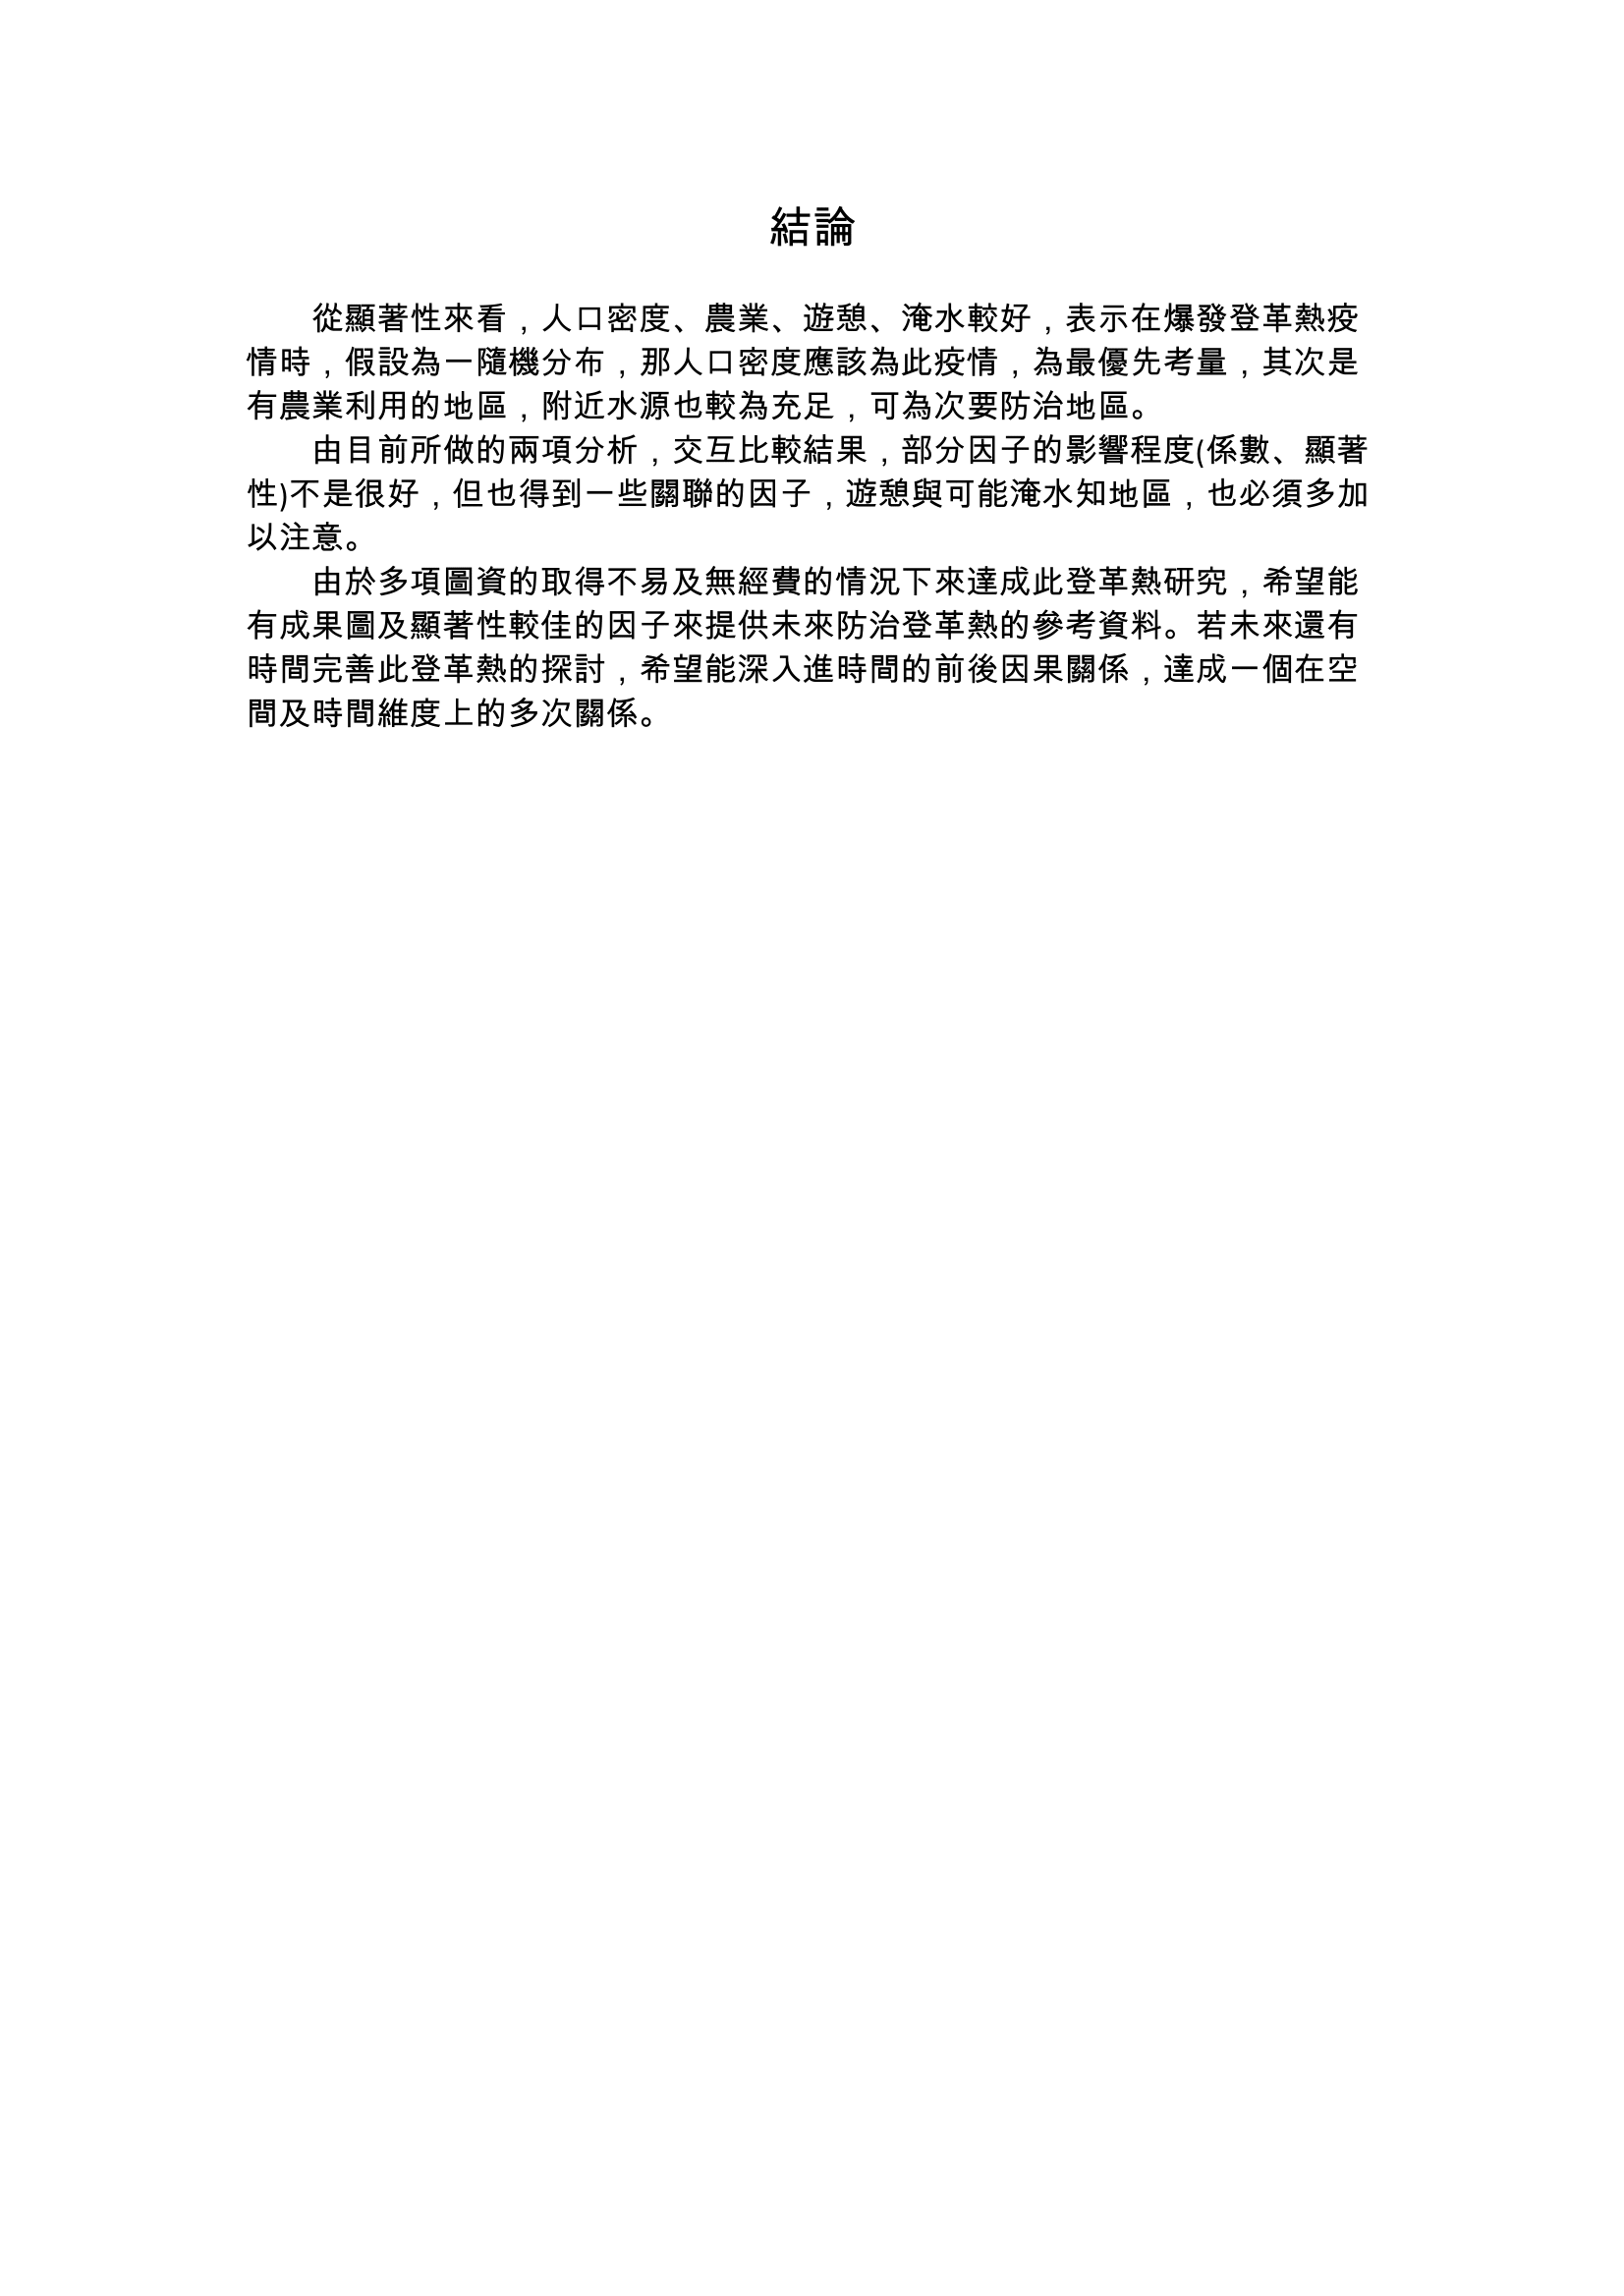 結論
從顯著性來看，人口密度、農業、遊憩、淹水較好，表示在爆發登革熱疫
情時，假設為一隨機分布，那人口密度應該為此疫情，為最優先考量，其次是
有農業利用的地區，附近水源也較為充足，可為次要防治地區。
由目前所做的兩項分析，交互比較結果，部分因子的影響程度(係數、顯著
性)不是很好，但也得到一些關聯的因子，遊憩與可能淹水知地區，也必須多加
以注意。
由於多項圖資的取得不易及無經費的情況下來達成此登革熱研究，希望能
有成果圖及顯著性較佳的因子來提供未來防治登革熱的參考資料。若未來還有
時間完善此登革熱的探討，希望能深入進時間的前後因果關係，達成一個在空
間及時間維度上的多次關係。